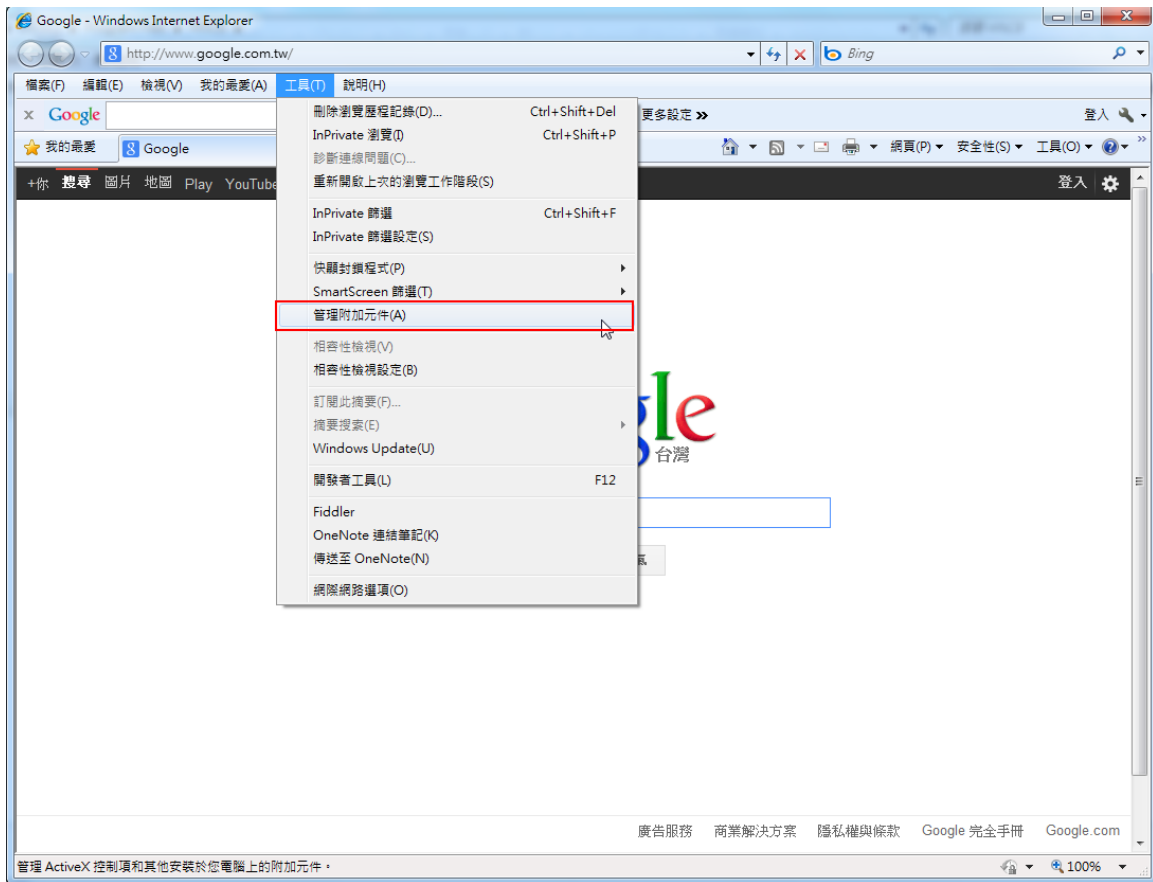 Google - Windows Internet Explorer
http://www.google.com.tw/
Bing
檔案(F) 編輯(E) 檢視(V) 我的最愛(A) 工具(T) 說明(H)
x Google 更多設定 » 登入
我的最愛 Google 網頁(P) 安全性(S) 工具(O)
+你 搜尋 圖片 地圖 Play YouTube 登入
刪除瀏覽歷程記錄(D)... Ctrl+Shift+Del
InPrivate 瀏覽(I) Ctrl+Shift+P
診斷連線問題(C)...
重新開啟上次的瀏覽工作階段(S)
InPrivate 篩選 Ctrl+Shift+F
InPrivate 篩選設定(S)
快顯封鎖程式(P)
SmartScreen 篩選(T)
管理附加元件(A)
相容性檢視(V)
相容性檢視設定(B)
訂閱此摘要(F)...
摘要搜索(E)
Windows Update(U)
開發者工具(L) F12
Fiddler
OneNote 連結筆記(K)
傳送至 OneNote(N)
網際網路選項(O)
gle
台灣
廣告服務 商業解決方案 隱私權與條款 Google 完全手冊 Google.com
管理 ActiveX 控制項和其他安裝於您電腦上的附加元件。 100%